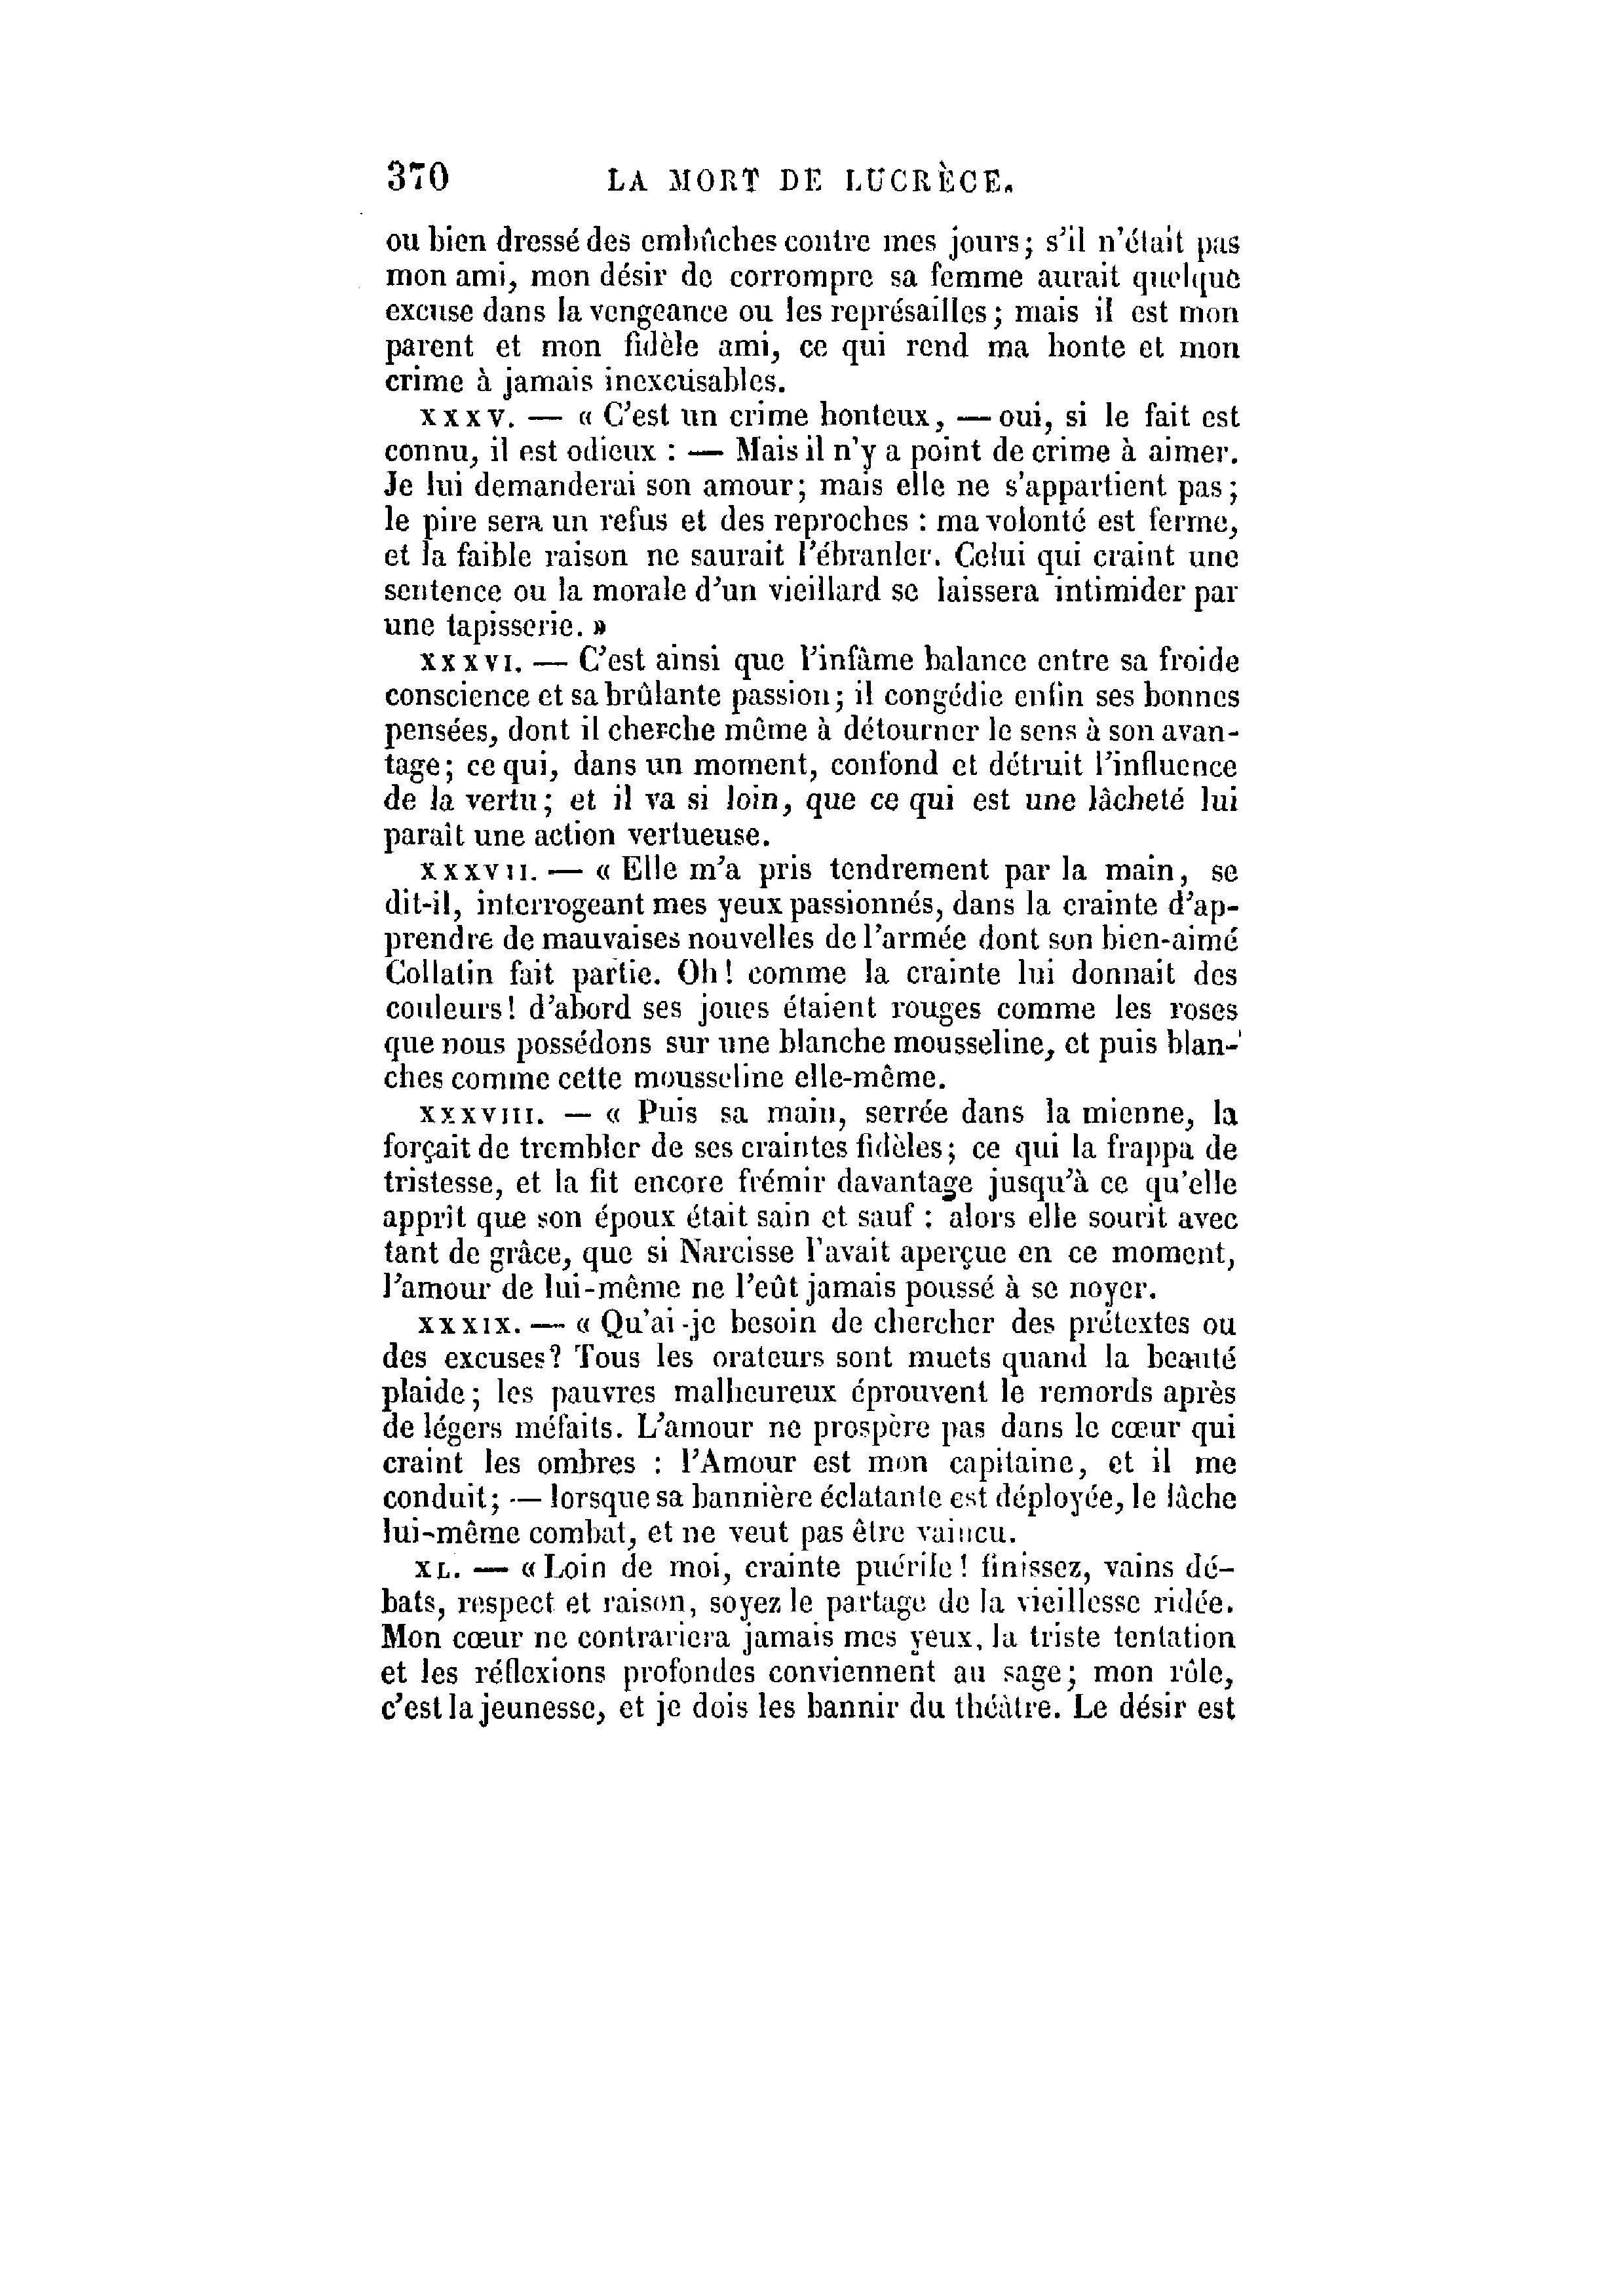 370 LA MORT DE LUCRÈCE.
ou bien dressé des embûches contre mes jours; s'il n'était pas
mon ami, mon désir de corrompre sa femme aurait quelque
excuse dans la vengeance ou les représailles; mais il est mon
parent et mon fidèle ami, ce qui rend ma honte et mon
crime à jamais inexcusables.
XXXV. — « C'est un crime honteux, — oui, si le fait est
connu, il est odieux : — Mais il n'y a point de crime à aimer.
Je lui demanderai son amour; mais elle ne s'appartient pas;
le pire sera un refus et des reproches : ma volonté est ferme,
et la faible raison ne saurait l'ébranler. Celui qui craint une
sentence ou la morale d'un vieillard se laissera intimider par
une tapisserie. »
XXXVI. — C'est ainsi que l'infâme balance entre sa froide
conscience et sa brûlante passion; il congédie enfin ses bonnes
pensées, dont il cherche même à détourner le sens à son avan-
tage; ce qui, dans un moment, confond et détruit l'influence
de la vertu; et il va si loin, que ce qui est une lâcheté lui
paraît une action vertueuse.
XXXVII. — « Elle m'a pris tendrement par la main, se
dit-il, interrogeant mes yeux passionnés, dans la crainte d'ap-
prendre de mauvaises nouvelles de l'armée dont son bien-aimé
Collatin fait partie. Oh! comme la crainte lui donnait des
couleurs! d'abord ses joues étaient rouges comme les roses
que nous possédons sur une blanche mousseline, et puis blan-
ches comme cette mousseline elle-même.
XXXVIII. — « Puis sa main, serrée dans la mienne, la
forçait de trembler de ses craintes fidèles; ce qui la frappa de
tristesse, et la fit encore frémir davantage jusqu'à ce qu'elle
apprit que son époux était sain et sauf : alors elle sourit avec
tant de grâce, que si Narcisse l'avait aperçue en ce moment,
l'amour de lui-même ne l'eût jamais poussé à se noyer.
XXXIX. — « Qu'ai-je besoin de chercher des prétextes ou
des excuses? Tous les orateurs sont muets quand la beauté
plaide; les pauvres malheureux éprouvent le remords après
de légers méfaits. L'amour ne prospère pas dans le cœur qui
craint les ombres : l'Amour est mon capitaine, et il me
conduit; — lorsque sa bannière éclatante est déployée, le lâche
lui-même combat, et ne veut pas être vaincu.
XL. — « Loin de moi, crainte puérile! finissez, vains dé-
bats, respect et raison, soyez le partage de la vieillesse ridée.
Mon cœur ne contrariera jamais mes yeux, la triste tentation
et les réflexions profondes conviennent au sage; mon rôle,
c'est la jeunesse, et je dois les bannir du théâtre. Le désir est